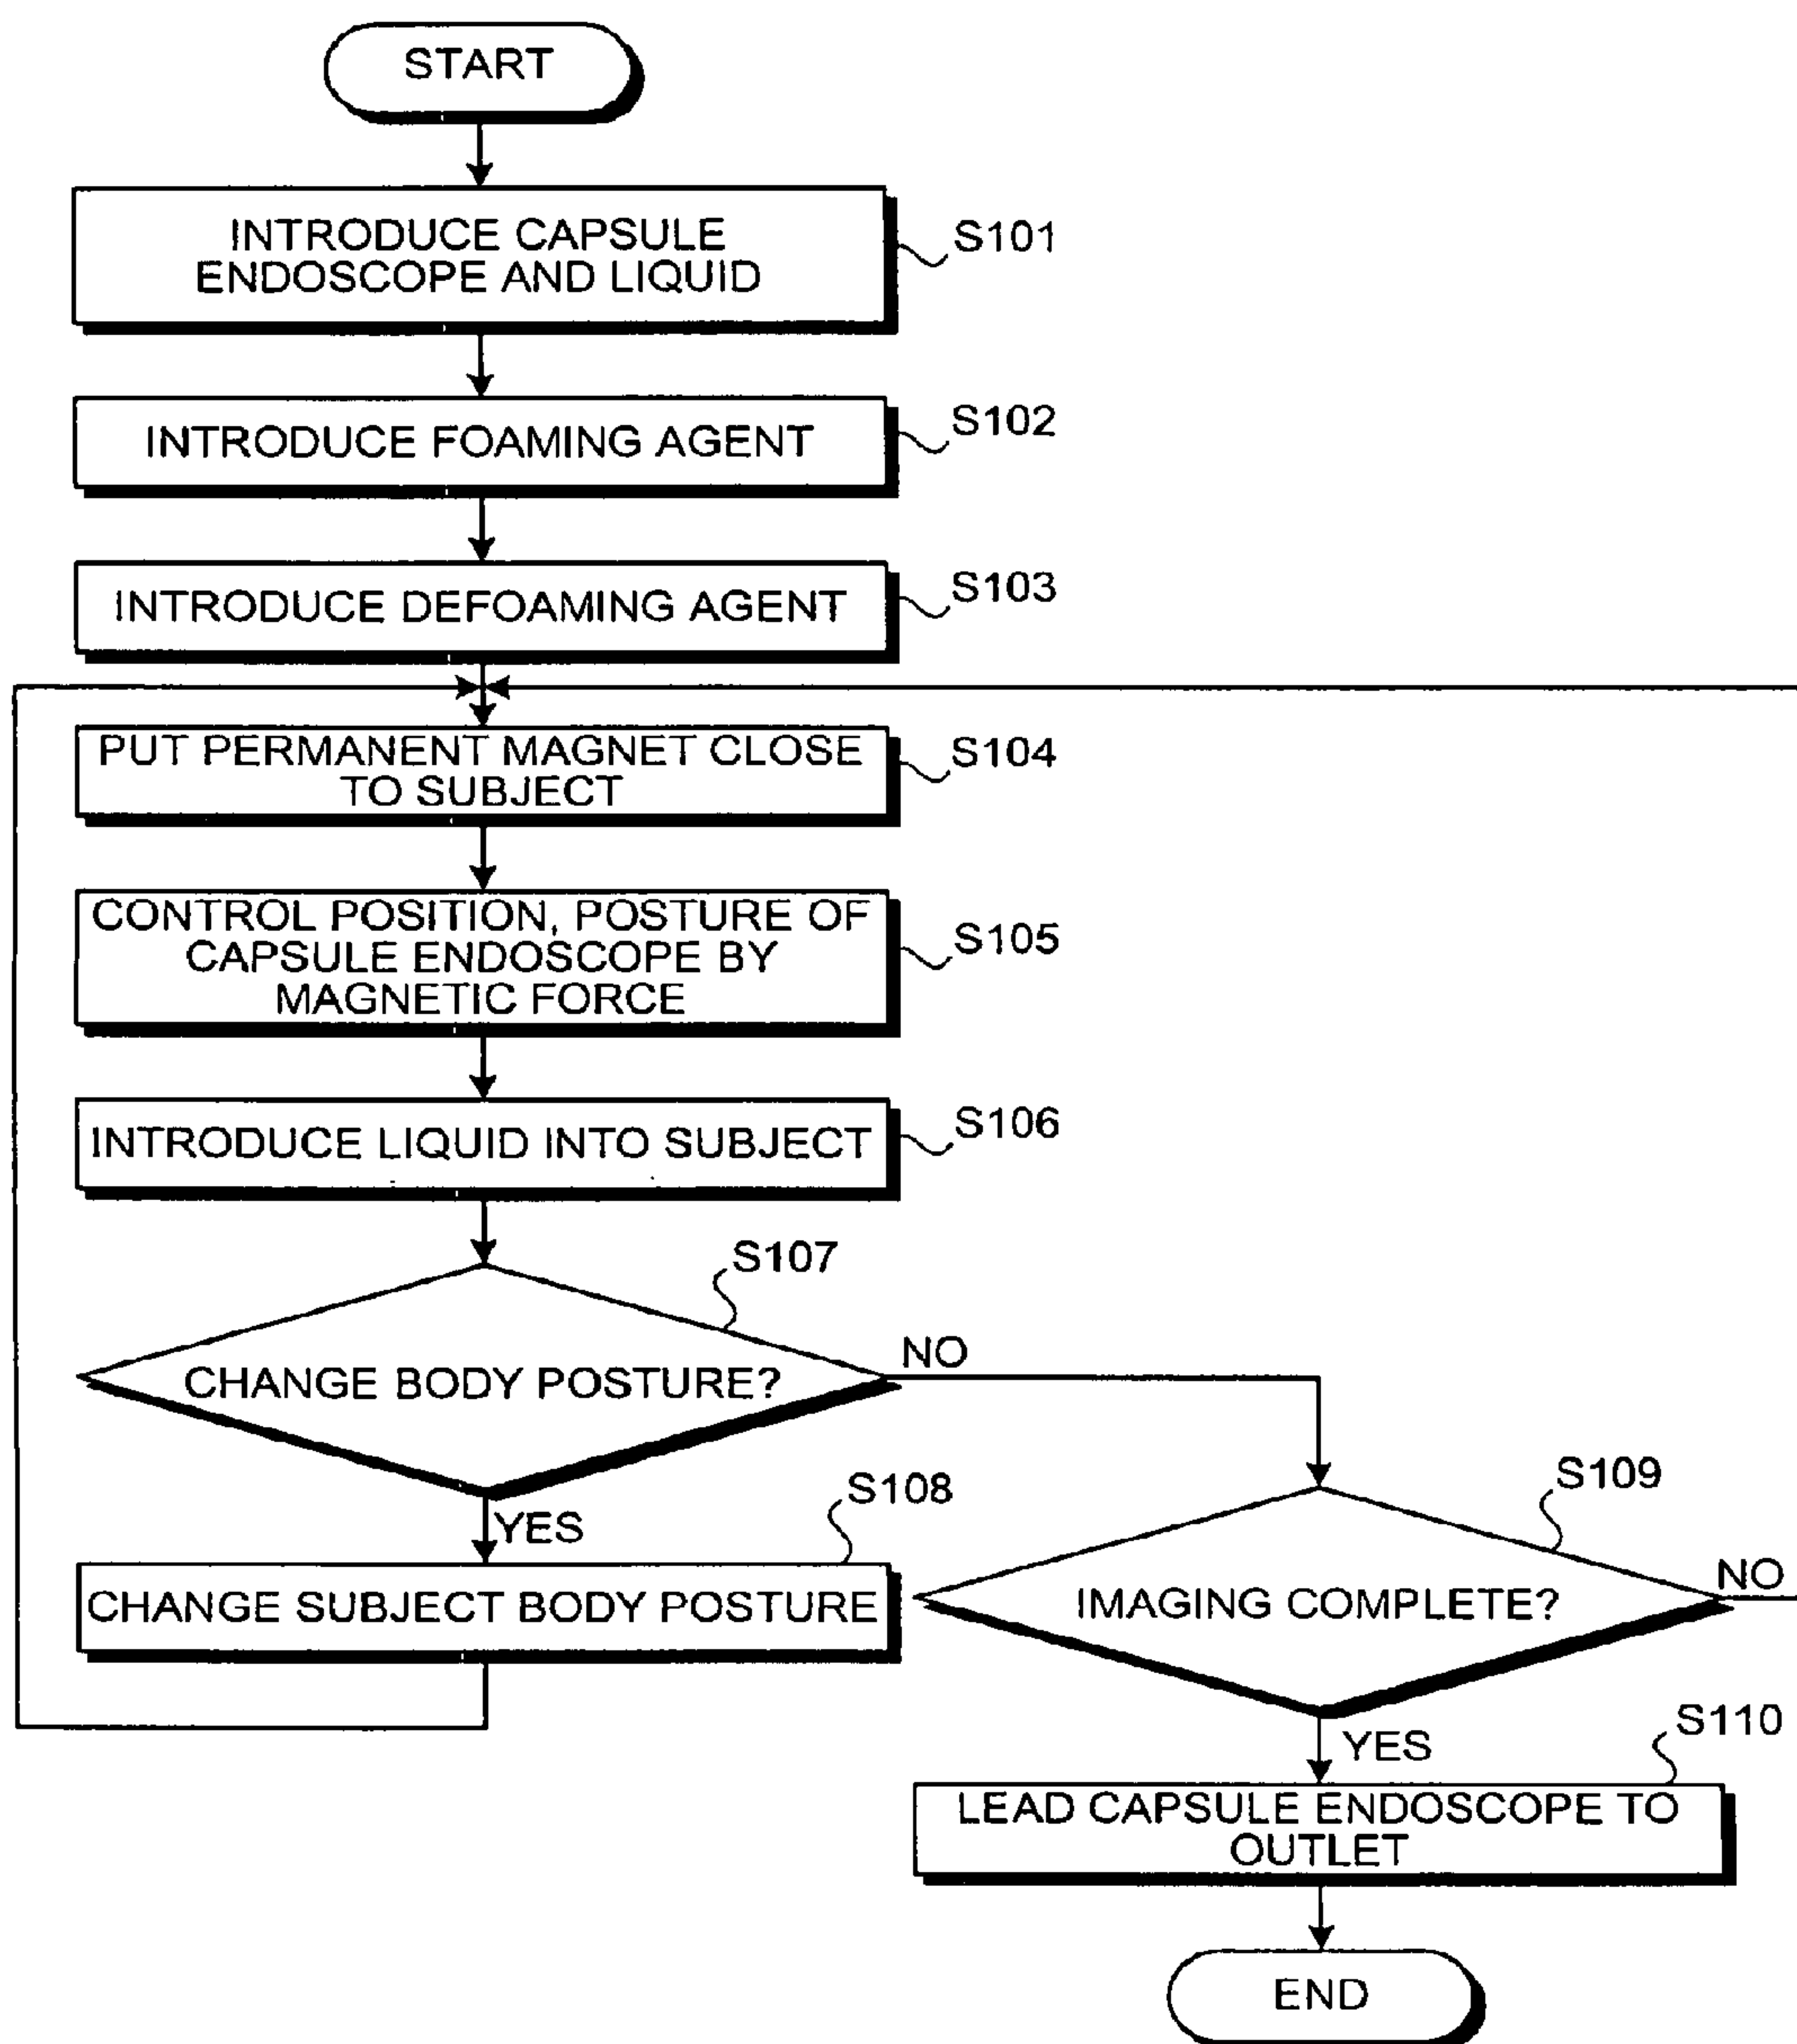 START
INTRODUCE CAPSULE
ENDOSCOPE AND LIQUID
S101
INTRODUCE FOAMING AGENT
S102
INTRODUCE DEFOAMING AGENT
S103
PUT PERMANENT MAGNET CLOSE
TO SUBJECT
S104
CONTROL POSITION, POSTURE OF
CAPSULE ENDOSCOPE BY
MAGNETIC FORCE
S105
INTRODUCE LIQUID INTO SUBJECT
S106
S107
CHANGE BODY POSTURE?
NO
YES
S108
CHANGE SUBJECT BODY POSTURE
S109
IMAGING COMPLETE?
NO
YES
S110
LEAD CAPSULE ENDOSCOPE TO
OUTLET
END